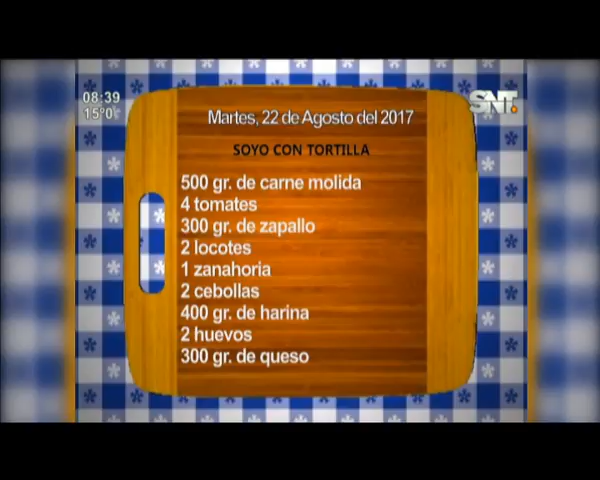 08:39
15°0'
SNT.
Martes, 22 de Agosto del 2017
SOYO CON TORTILLA
500 gr. de carne molida
4 tomates
300 gr. de zapallo
2 locotes
1 zanahoria
2 cebollas
400 gr. de harina
2 huevos
300 gr. de queso